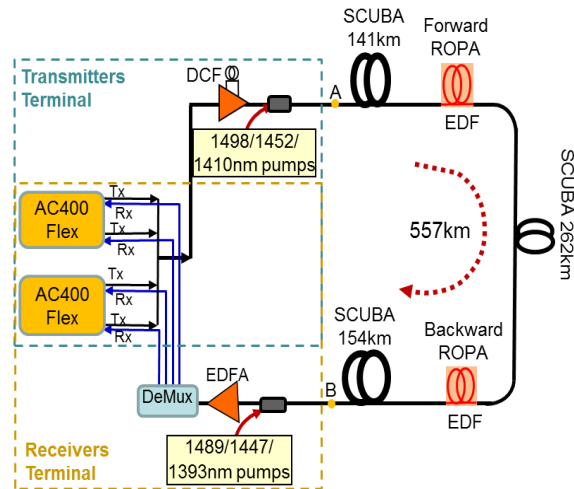 SCUBA
141km
Forward
ROPA
Transmitters
Terminal
DCF
A
EDF
1498/1452/
1410nm pumps
SCUBA 262km
AC400
Flex
Tx
Rx
Tx
Rx
557km
AC400
Flex
Tx
Rx
Tx
Rx
SCUBA
154km
Backward
ROPA
EDFA
DeMux
B
EDF
Receivers
Terminal
1489/1447/
1393nm pumps